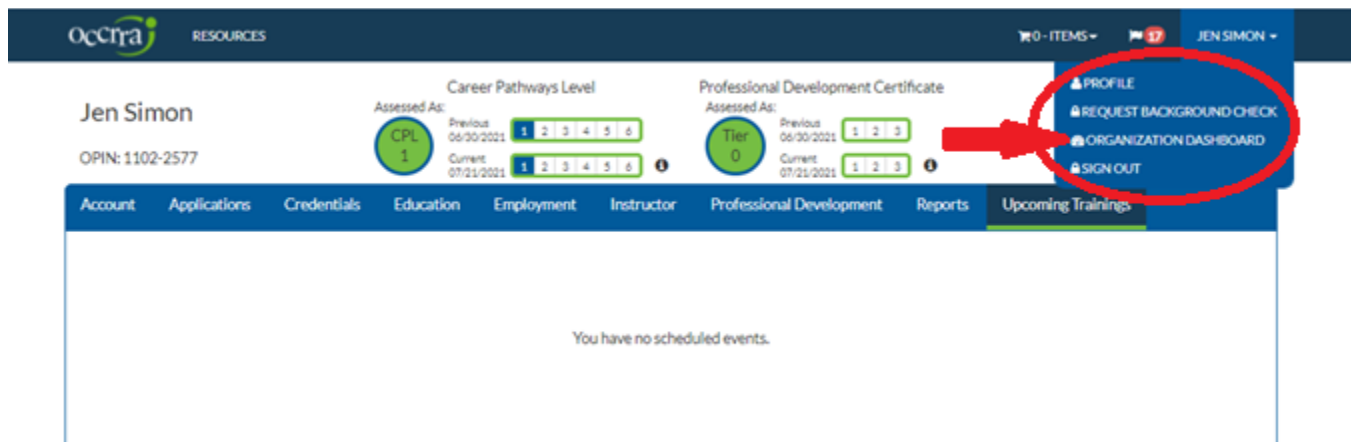 occrra RESOURCES 0 - ITEMS 17 JEN SIMON
PROFILE
REQUEST BACKGROUND CHECK
ORGANIZATION DASHBOARD
SIGN OUT
Jen Simon
OPIN: 1102-2577
Career Pathways Level
Assessed As:
CPL
1
Previous
06/30/2021
1 2 3 4 5 6
Current
07/21/2021
1 2 3 4 5 6
Professional Development Certificate
Assessed As:
Tier
0
Previous
06/30/2021
1 2 3
Current
07/21/2021
1 2 3
Account Applications Credentials Education Employment Instructor Professional Development Reports Upcoming Trainings
You have no scheduled events.